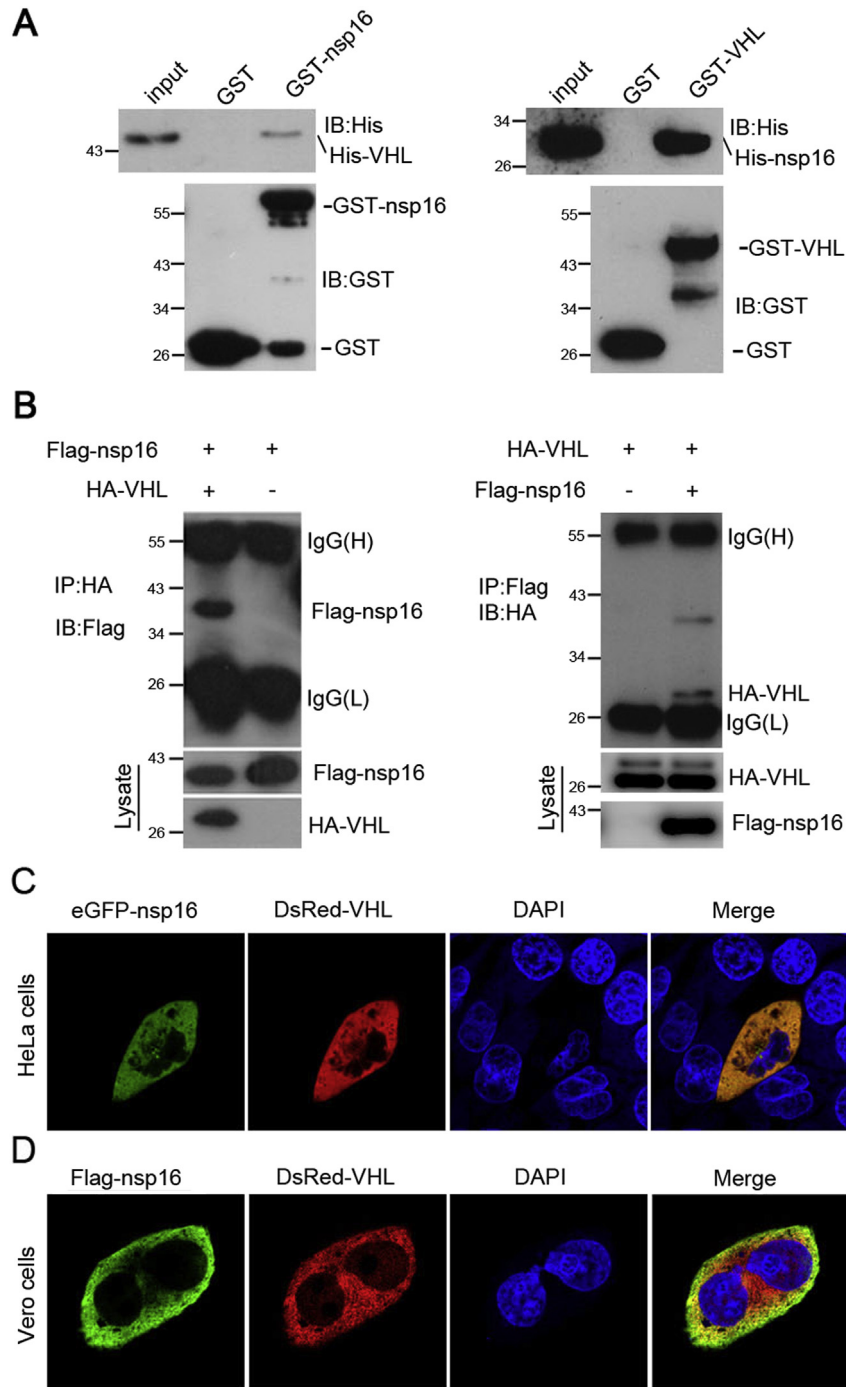 A
input GST GST-nsp16
43
IB:His
His-VHL
55
43
34
26
-GST-nsp16
IB:GST
-GST
input GST GST-VHL
34
26
IB:His
His-nsp16
55
43
34
26
-GST-VHL
IB:GST
-GST
B
Flag-nsp16 + +
HA-VHL + -
IP:HA
IB:Flag
55
43
34
26
IgG(H)
Flag-nsp16
IgG(L)
Lysate
43
Flag-nsp16
26
HA-VHL
HA-VHL + +
Flag-nsp16 - +
IP:Flag
IB:HA
55
43
34
26
IgG(H)
HA-VHL
IgG(L)
Lysate
26
HA-VHL
43
Flag-nsp16
C
eGFP-nsp16 DsRed-VHL DAPI Merge
HeLa cells
D
Flag-nsp16 DsRed-VHL DAPI Merge
Vero cells